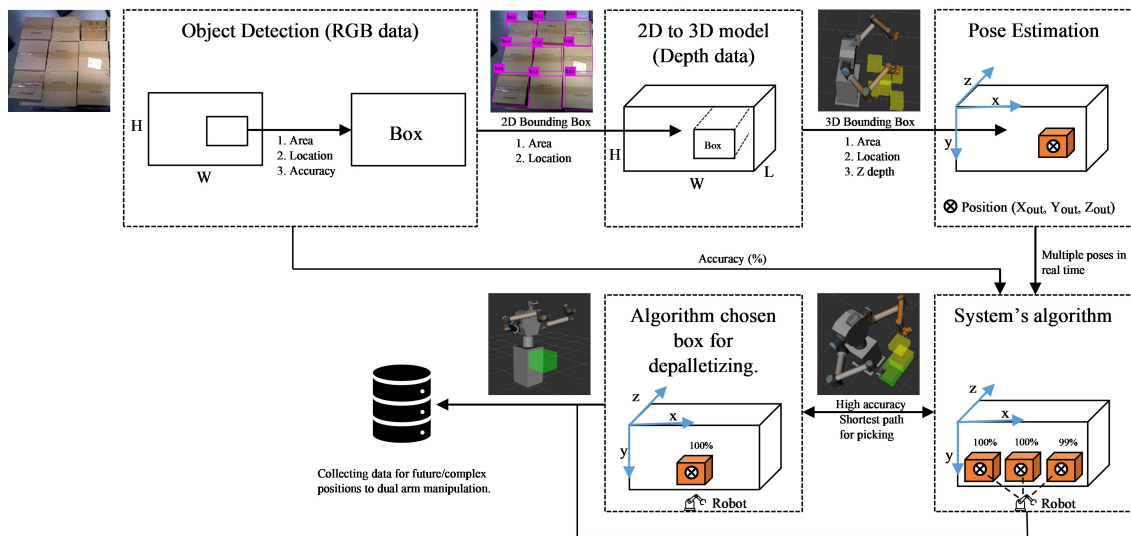 Object Detection (RGB data)
H
W
1. Area
2. Location
3. Accuracy
Box
2D Bounding Box
1. Area
2. Location
2D to 3D model
(Depth data)
H
Box
W
L
3D Bounding Box
1. Area
2. Location
3. Z depth
Pose Estimation
z
x
y
Position (Xout, Yout, Zout)
Accuracy (%)
Multiple poses in
real time
Collecting data for future/complex
positions to dual arm manipulation.
Algorithm chosen
box for
depalletizing.
z
x
y
100%
Robot
High accuracy
Shortest path
for picking
System’s algorithm
z
x
y
100%
100%
99%
Robot